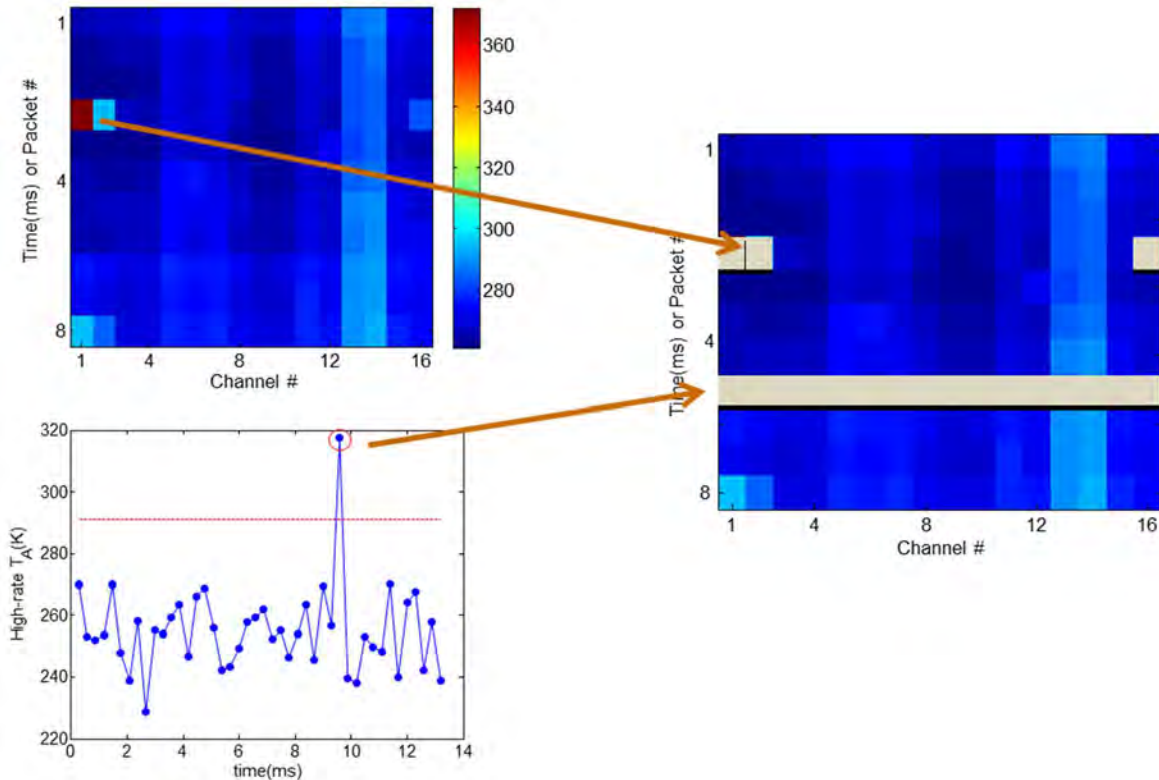 1
4
8
Time(ms) or Packet #
1 4 8 12 16
Channel #
360
340
320
300
280
1
4
8
Time(ms) or Packet #
1 4 8 12 16
Channel #
320
300
280
260
240
220
High-rate T_A(K)
0 2 4 6 8 10 12 14
time(ms)